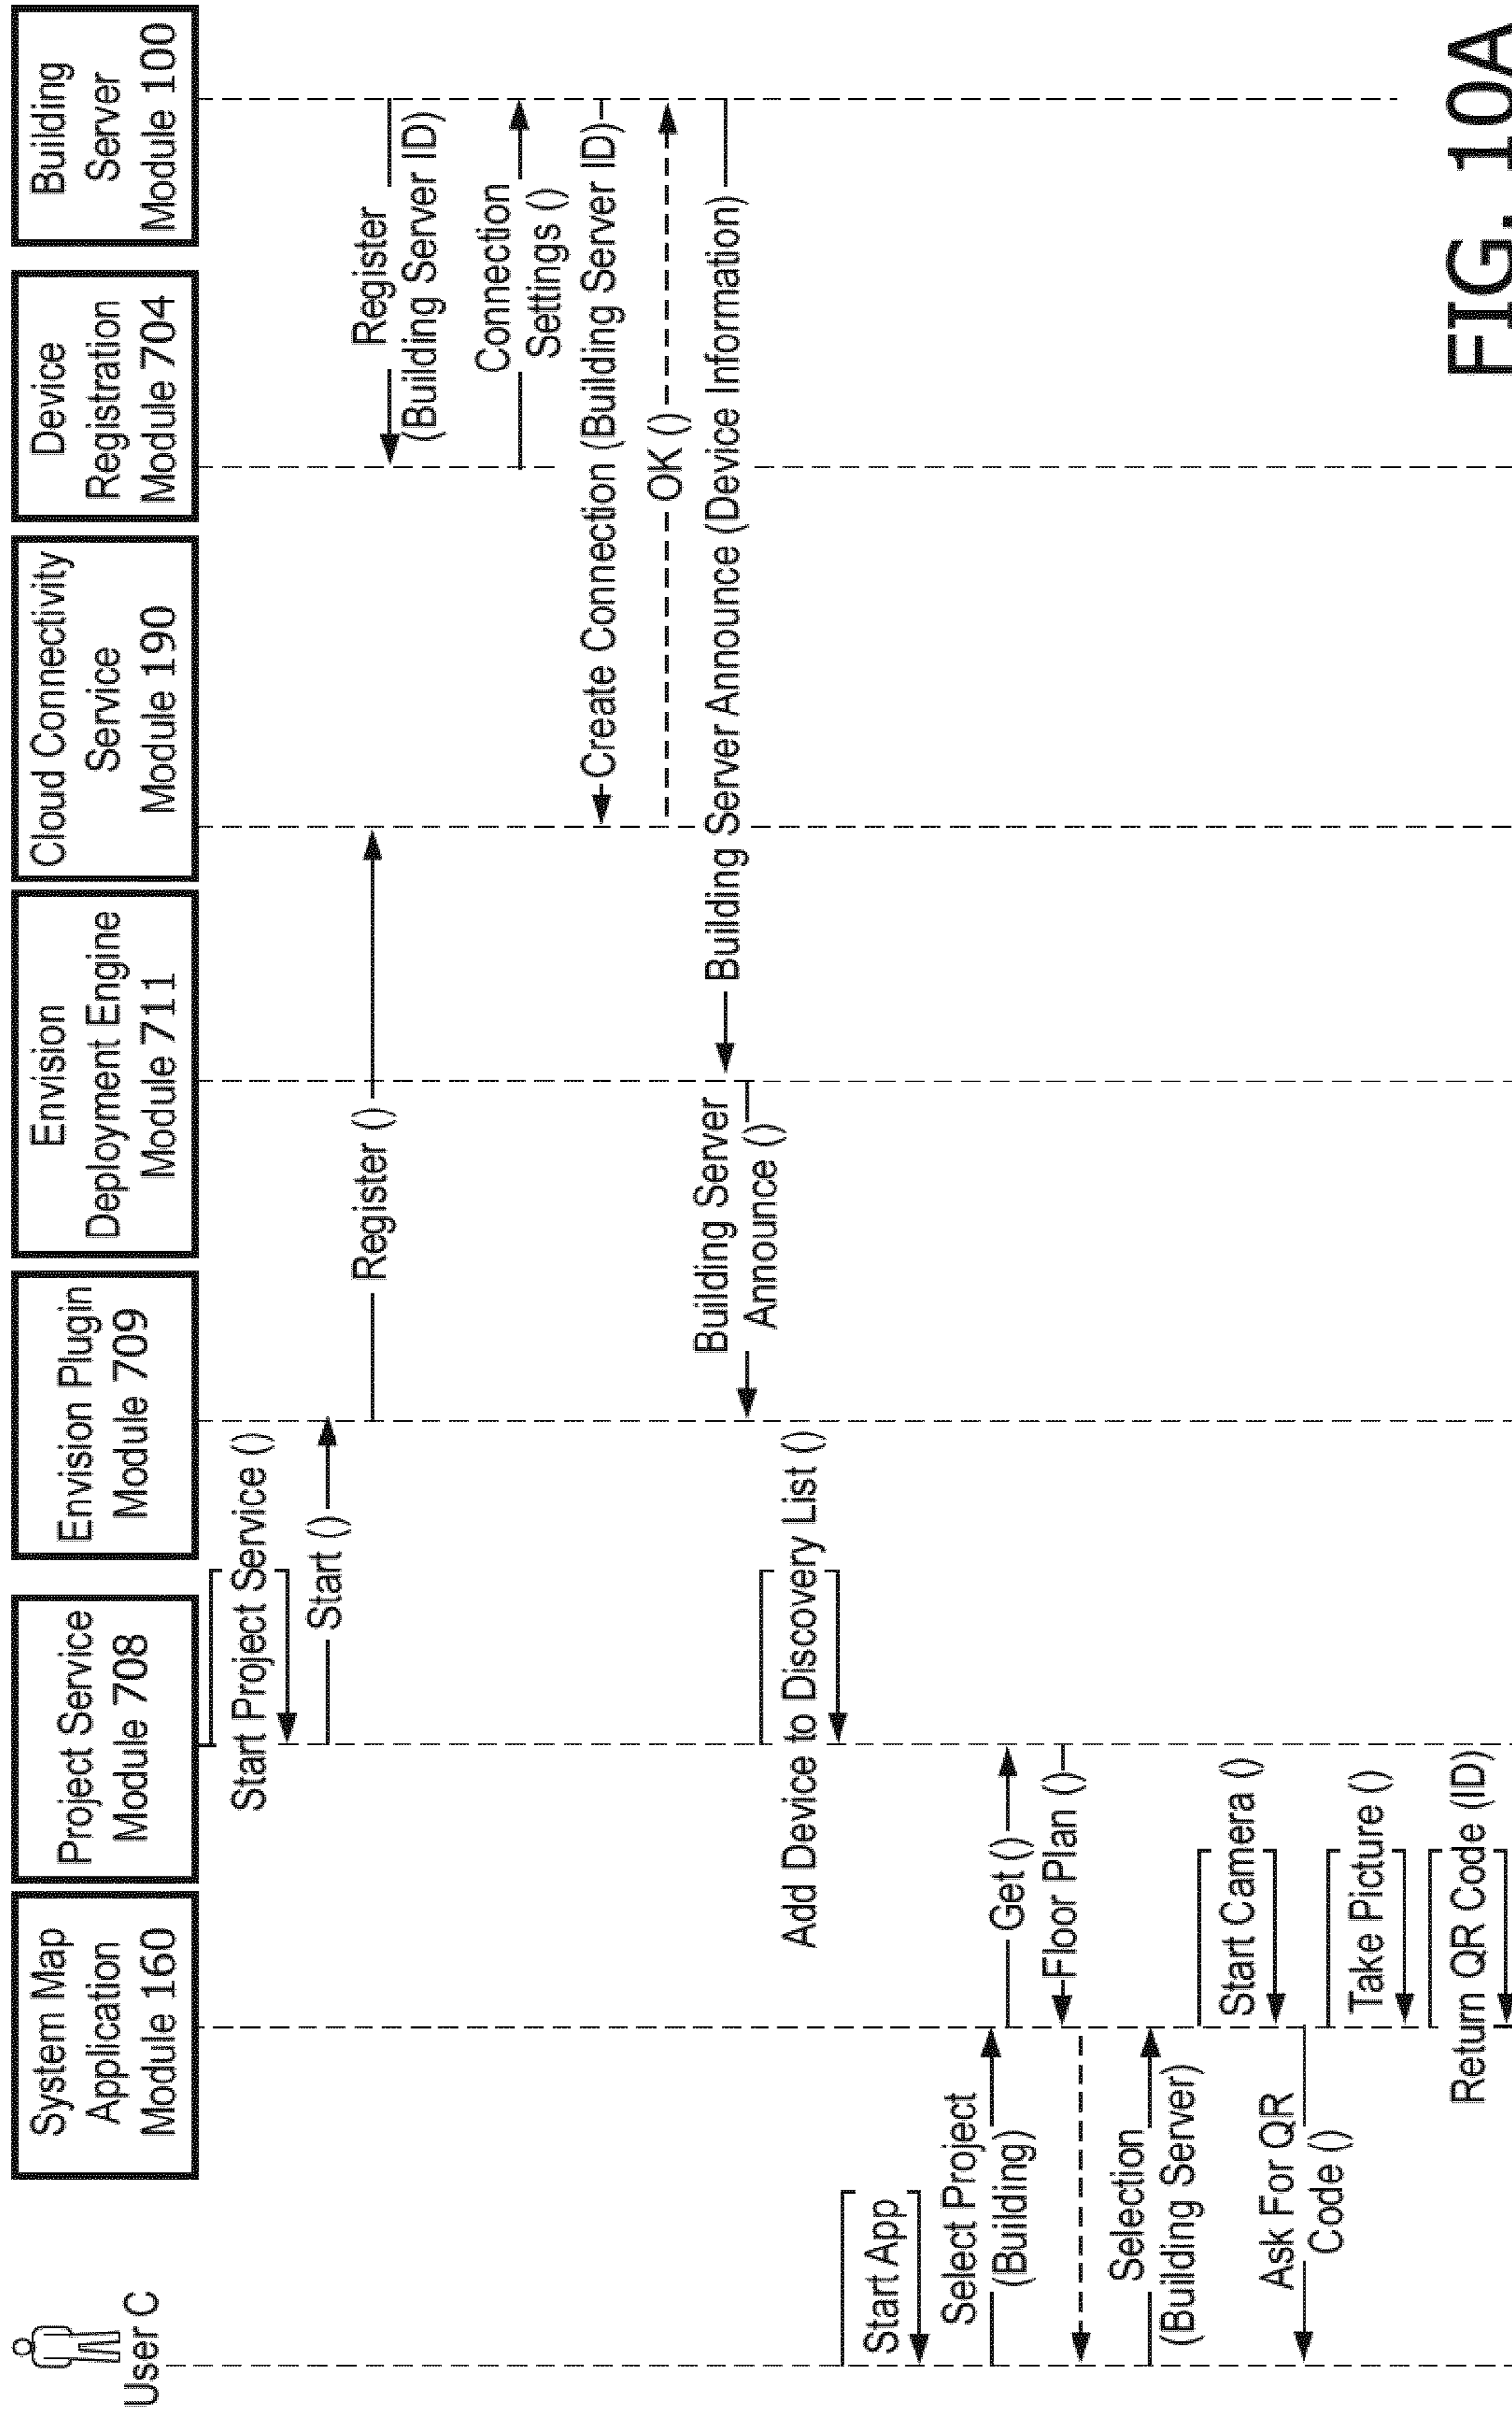 User C
System Map
Application
Module 160
Project Service
Module 708
Envision Plugin
Module 709
Envision
Deployment Engine
Module 711
Cloud Connectivity
Service
Module 190
Device
Registration
Module 704
Building
Server
Module 100
Start Project Service ()
Start ()
Register ()
Register
(Building Server ID)
Connection
Settings ()
Create Connection (Building Server ID)
OK ()
Building Server Announce (Device Information)
Building Server
Announce ()
Add Device to Discovery List ()
Start App
Select Project
(Building)
Get ()
Floor Plan ()
Selection
(Building Server)
Start Camera ()
Ask For QR
Code ()
Take Picture ()
Return QR Code (ID)
FIG. 10A